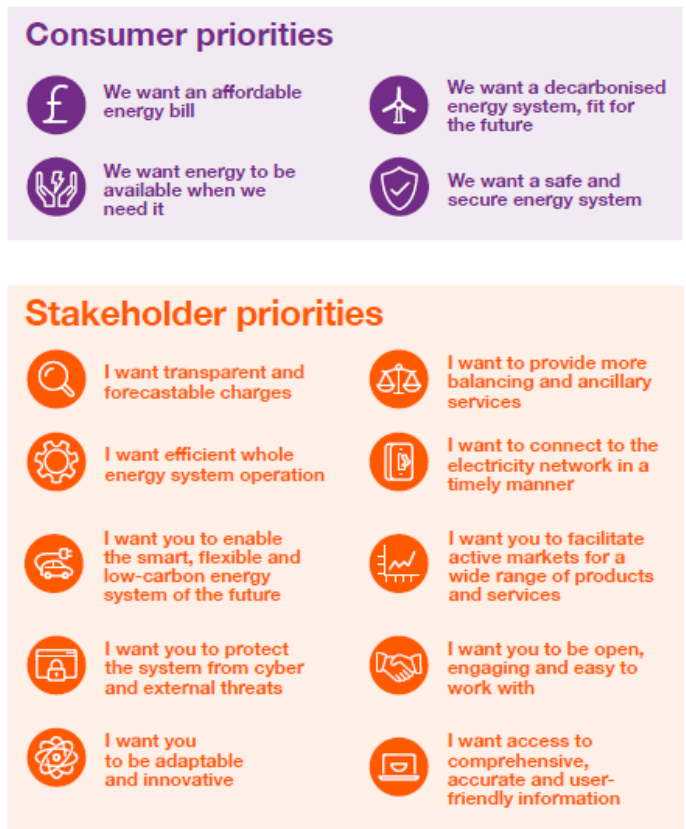 Consumer priorities
We want an affordable
energy bill
We want a decarbonised
energy system, fit for
the future
We want energy to be
available when we
need it
We want a safe and
secure energy system
Stakeholder priorities
I want transparent and
forecastable charges
I want to provide more
balancing and ancillary
services
I want efficient whole
energy system operation
I want to connect to the
electricity network in a
timely manner
I want you to enable
the smart, flexible and
low-carbon energy
system of the future
I want you to facilitate
active markets for a
wide range of products
and services
I want you to protect
the system from cyber
and external threats
I want you to be open,
engaging and easy to
work with
I want you
to be adaptable
and innovative
I want access to
comprehensive,
accurate and user-
friendly information